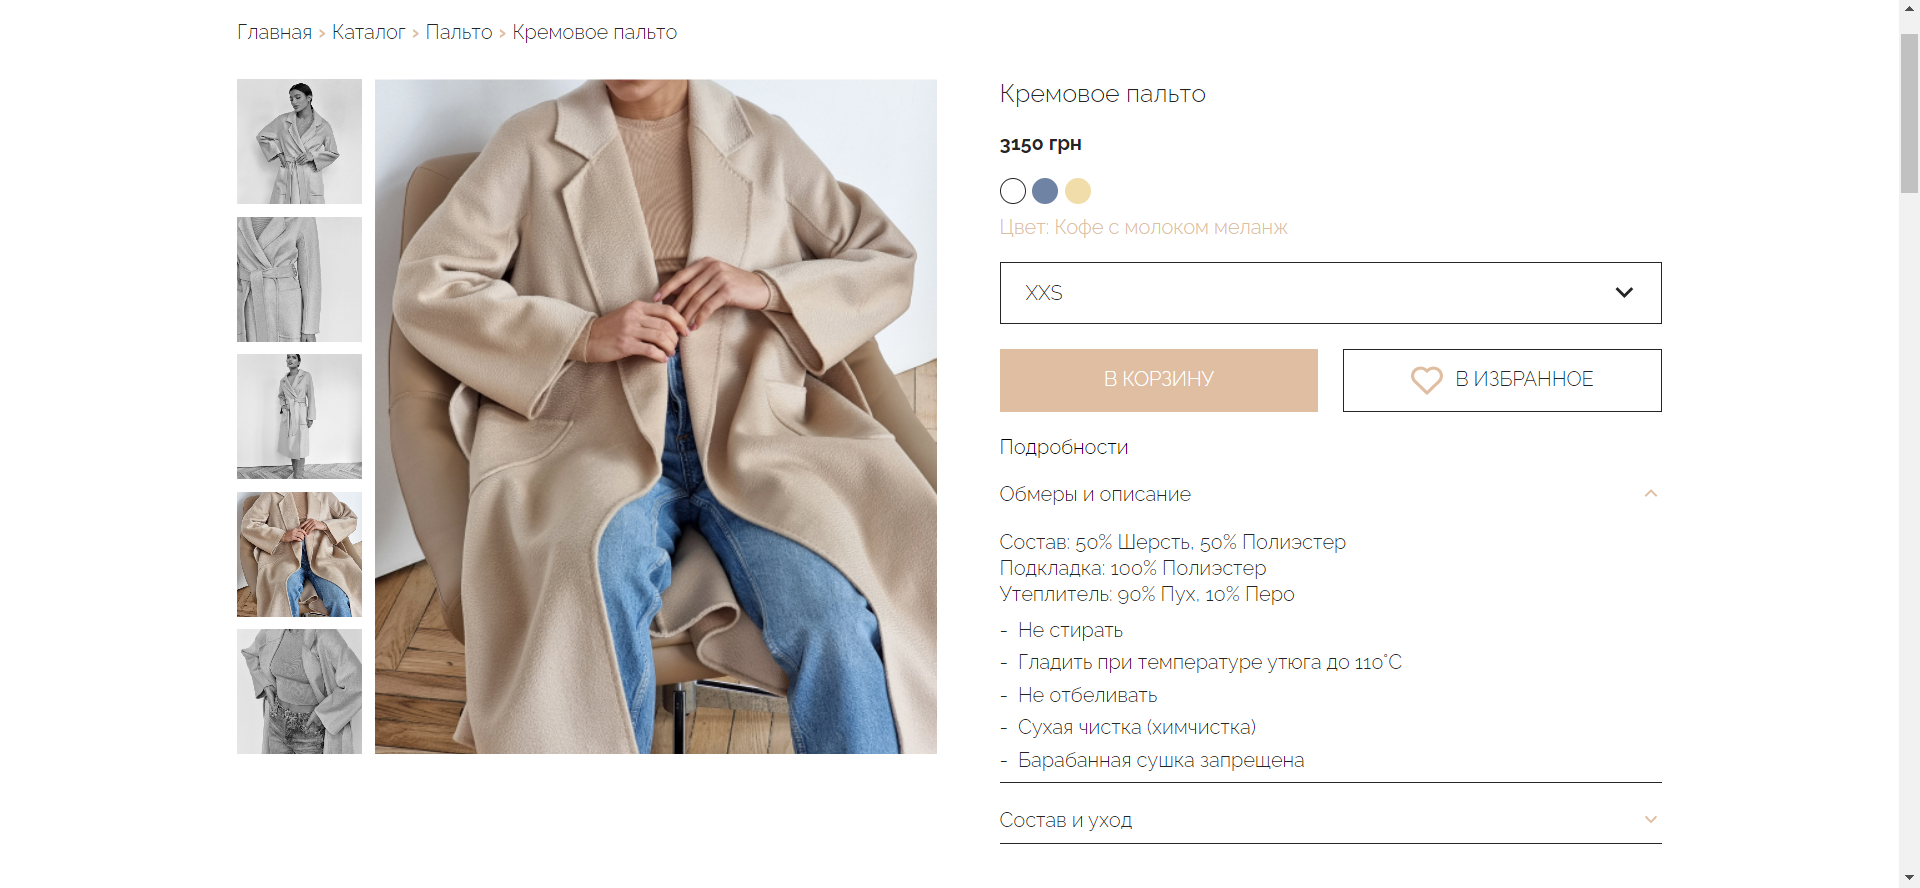 Главная › Каталог › Пальто › Кремовое пальто
Кремовое пальто
3150 грн
Цвет: Кофе с молоком меланж
XXS
В КОРЗИНУ
В ИЗБРАННОЕ
Подробности
Обмеры и описание
Состав: 50% Шерсть, 50% Полиэстер
Подкладка: 100% Полиэстер
Утеплитель: 90% Пух, 10% Перо
- Не стирать
- Гладить при температуре утюга до 110°С
- Не отбеливать
- Сухая чистка (химчистка)
- Барабанная сушка запрещена
Состав и уход